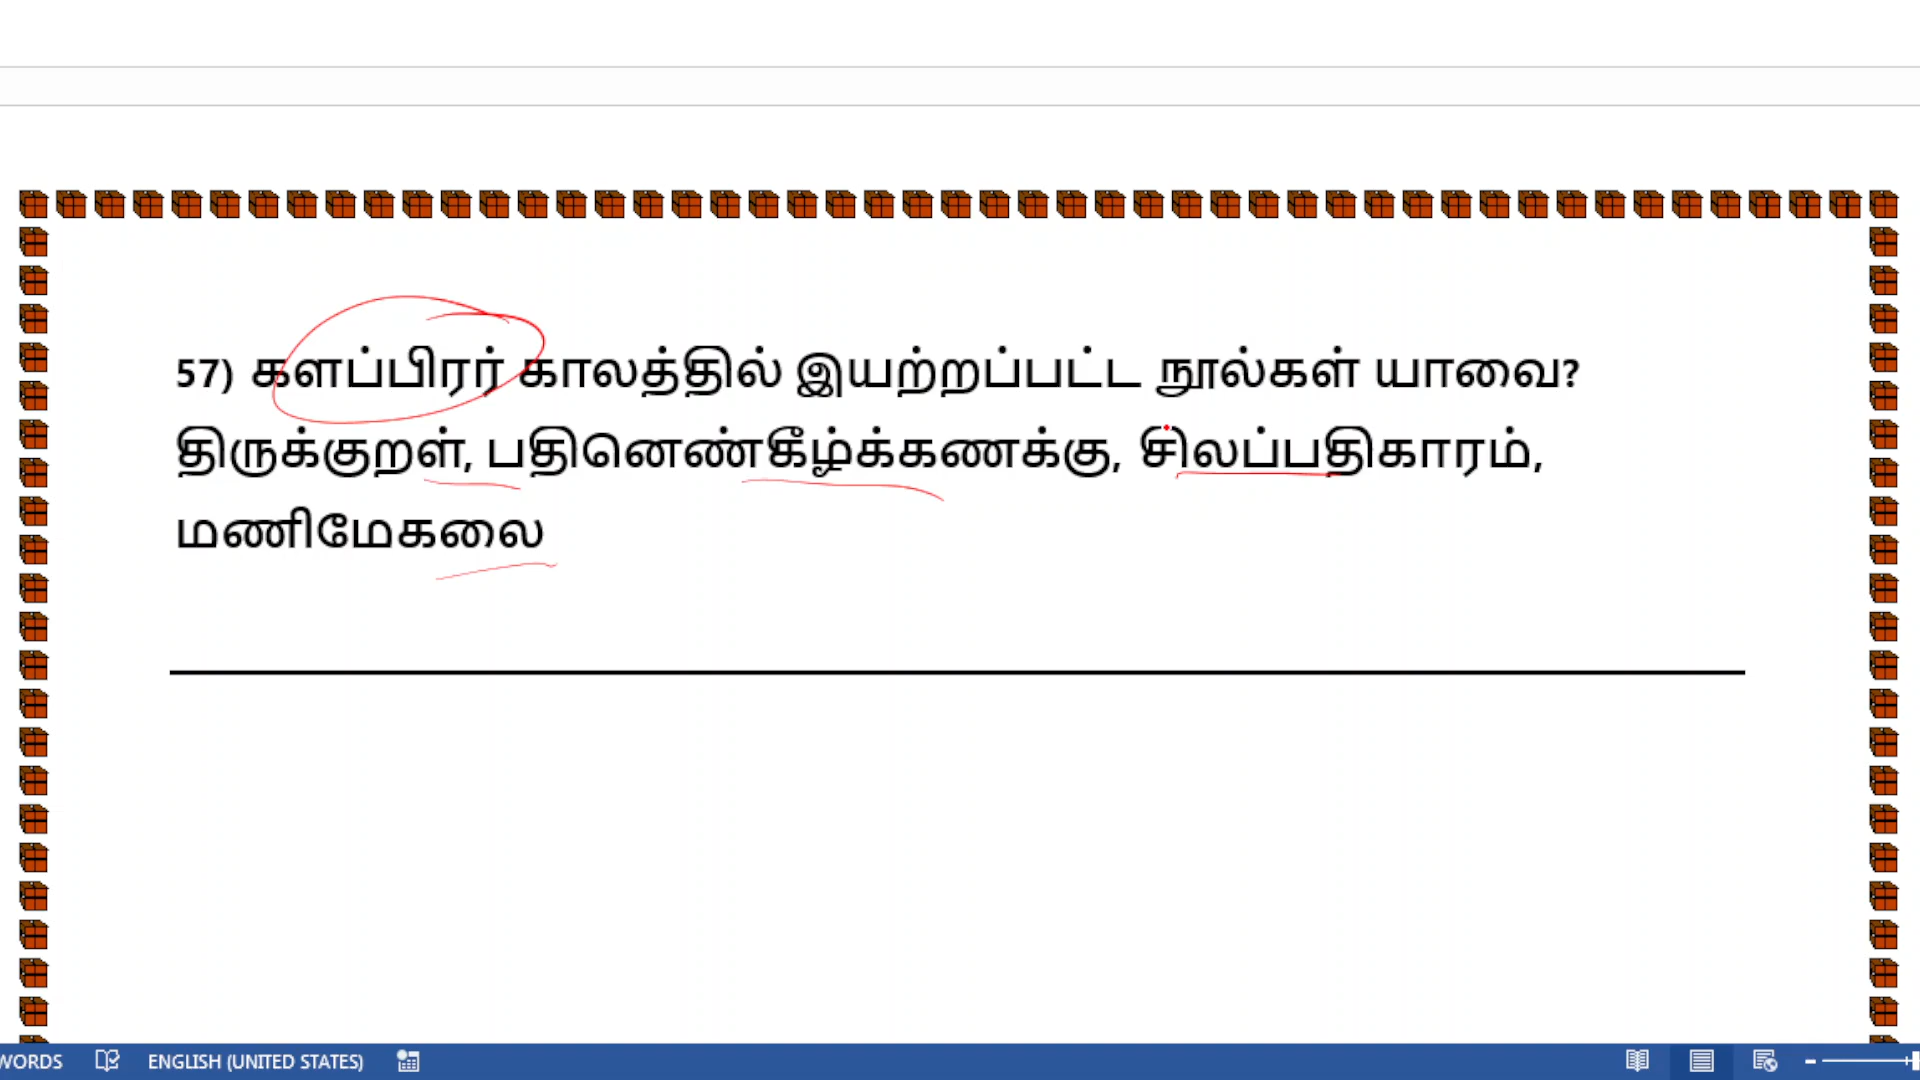 57) களப்பிரர் காலத்தில் இயற்றப்பட்ட நூல்கள் யாவை?
திருக்குறள், பதினெண்கீழ்க்கணக்கு, சிலப்பதிகாரம்,
மணிமேகலை
WORDS ENGLISH (UNITED STATES)